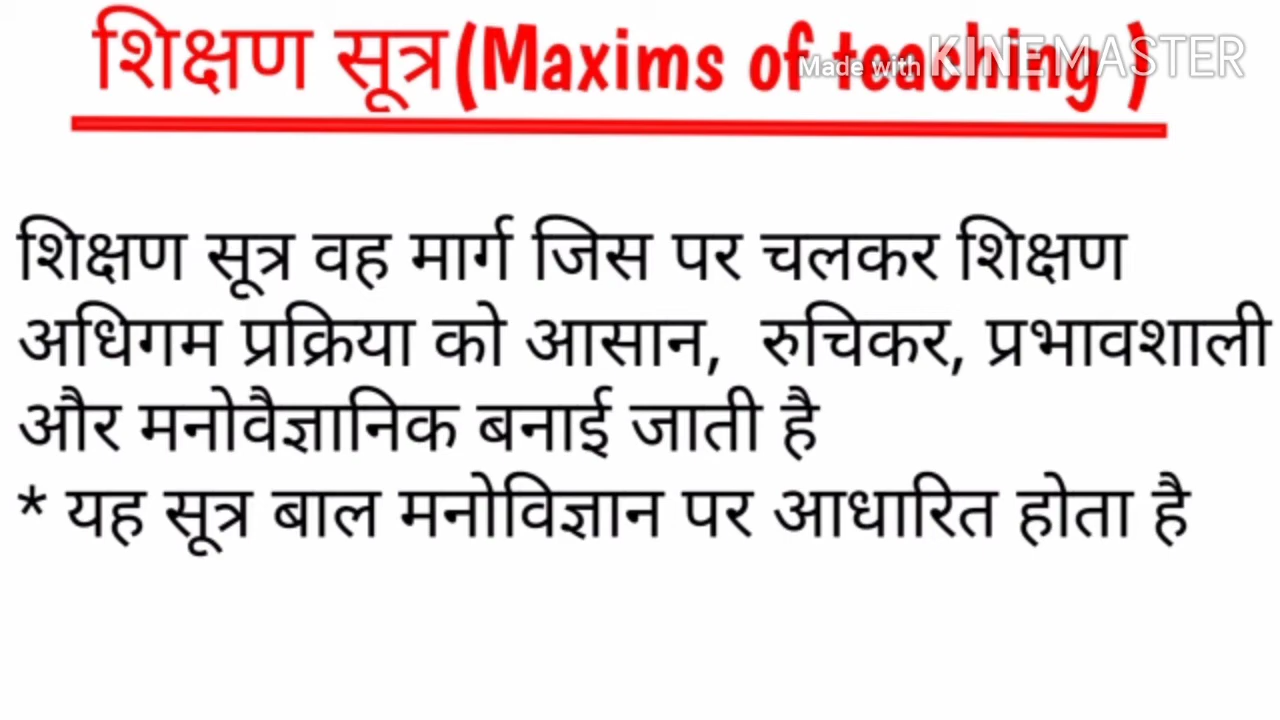 शिक्षण सूत्र(Maxims of teaching )
Made with KINEMASTER
शिक्षण सूत्र वह मार्ग जिस पर चलकर शिक्षण
अधिगम प्रक्रिया को आसान, रुचिकर, प्रभावशाली
और मनोवैज्ञानिक बनाई जाती है
* यह सूत्र बाल मनोविज्ञान पर आधारित होता है